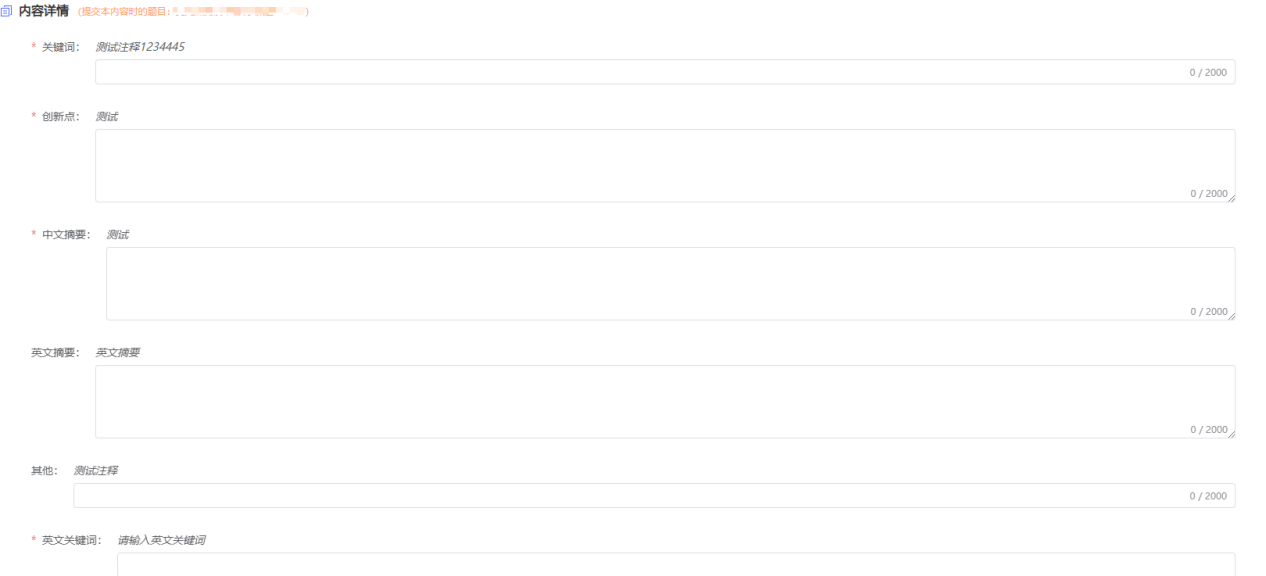 内容详情 (提交本内容时的题目: )
* 关键词: 测试注释1234445
0 / 2000
* 创新点: 测试
0 / 2000
* 中文摘要: 测试
0 / 2000
英文摘要: 英文摘要
0 / 2000
其他: 测试注释
0 / 2000
* 英文关键词: 请输入英文关键词